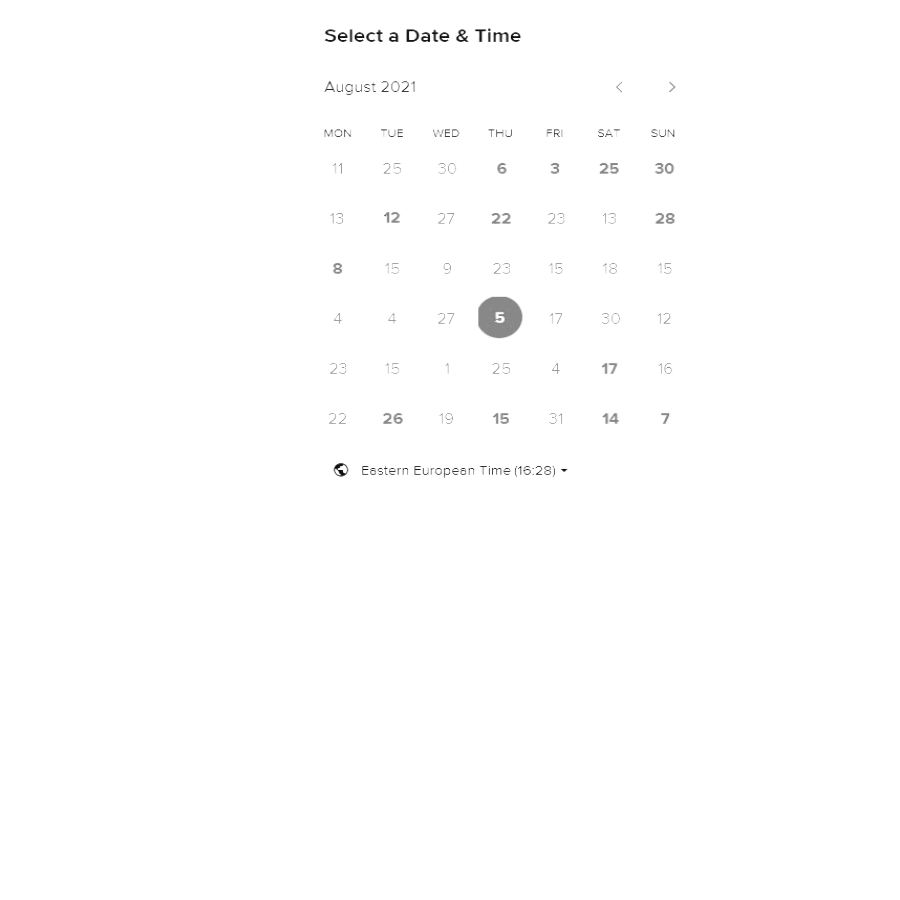 Select a Date & Time
August 2021
MON TUE WED THU FRI SAT SUN
11 25 30 6 3 25 30
13 12 27 22 23 13 28
8 15 9 23 15 18 15
4 4 27 5 17 30 12
23 15 1 25 4 17 16
22 26 19 15 31 14 7
Eastern European Time (16:28)